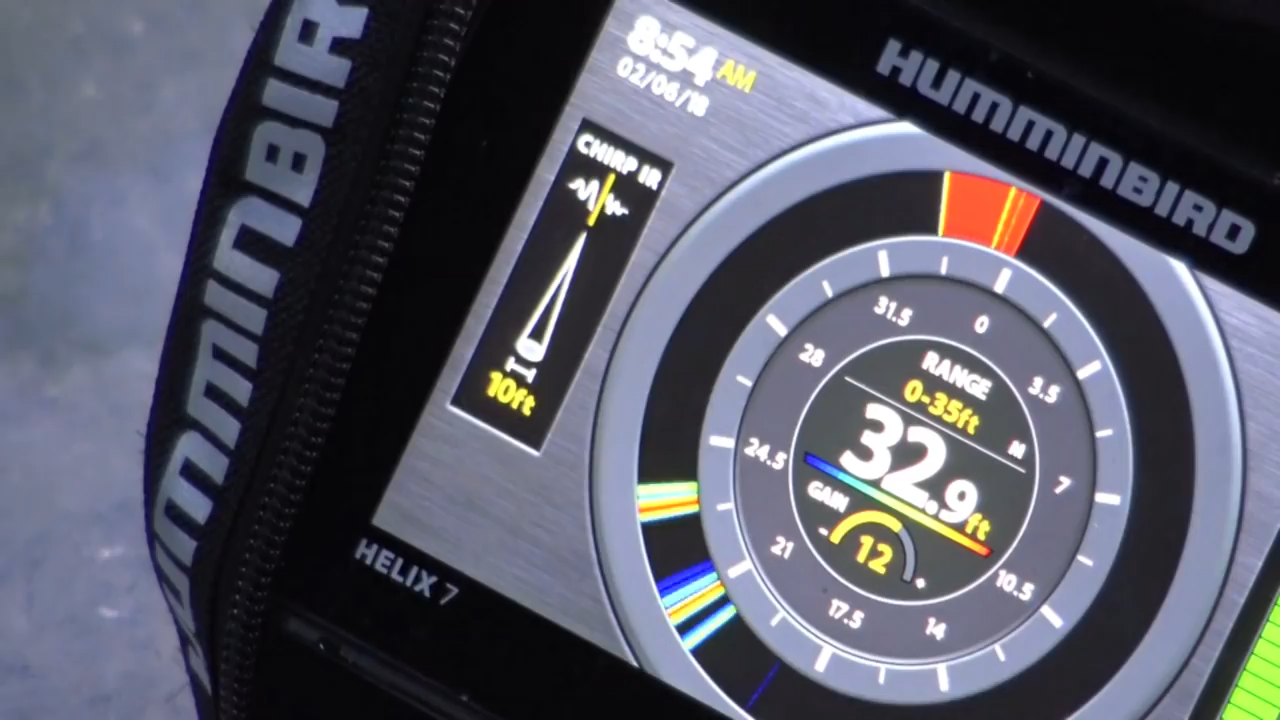 HUMMINBIR
8:54 AM
02/06/18
HUMMINBIRD
CHIRP IR
10ft
31.5
0
28
3.5
24.5
7
21
10.5
17.5
14
RANGE
0-35ft
M
32.9ft
GAIN
- 12 +
HELIX 7